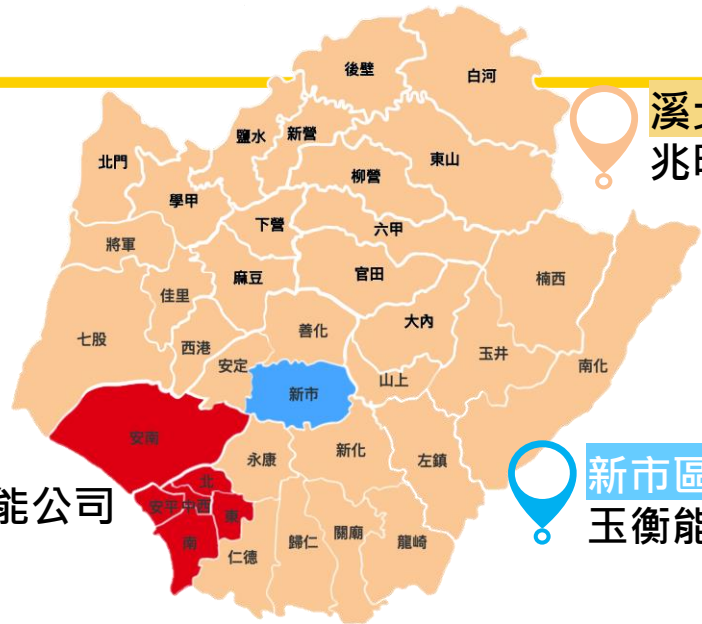 後壁
白河
溪北
兆
鹽水
新營
北門
東山
柳營
學甲
下營
六甲
將軍
麻豆
官田
楠西
佳里
七股
善化
大內
西港
玉井
安定
南化
山上
新市
安南
永康
新化
左鎮
北
新市區
能公司
安平
中西
東
玉衡能
南
關廟
歸仁
龍崎
仁德